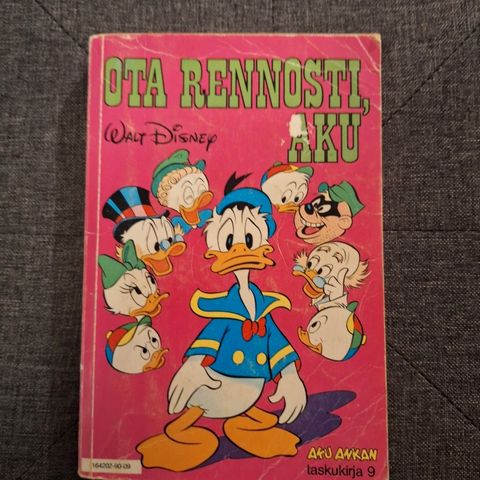 OTA RENNOSTI,
AKU
WALT DISNEY
AKU ANKAN
taskukirja 9
164202-90-09